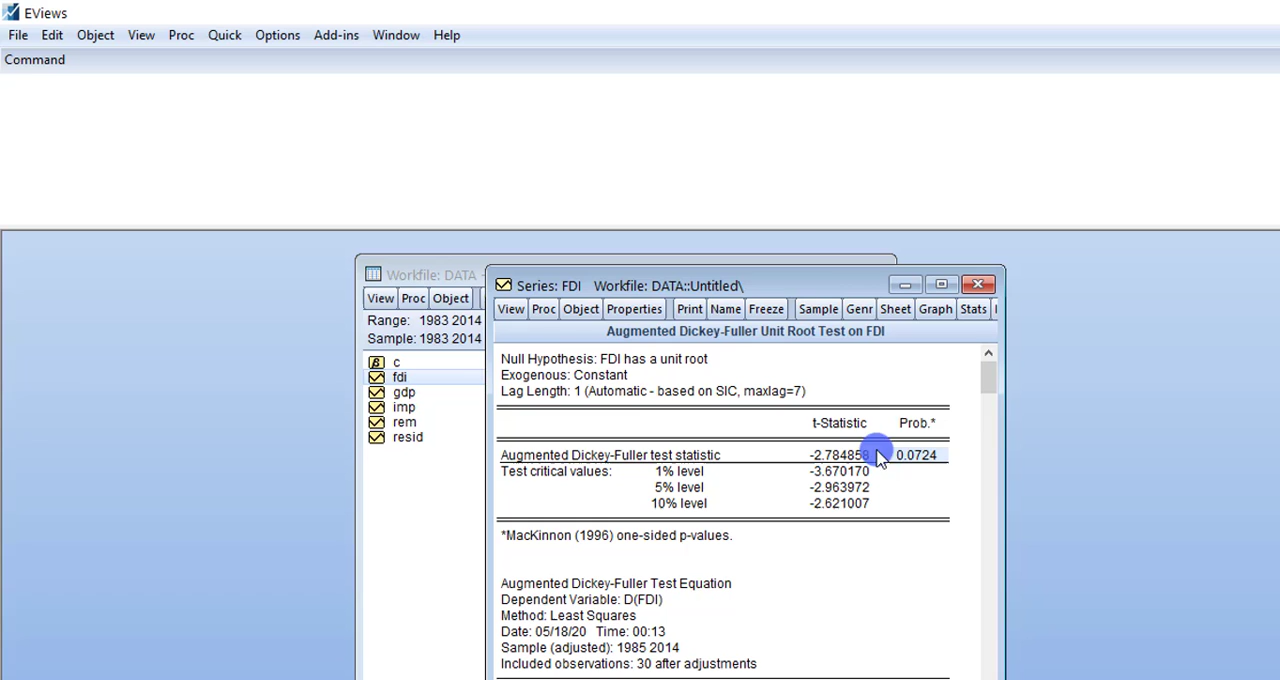 EViews
File Edit Object View Proc Quick Options Add-ins Window Help
Command
Workfile: DATA -
View Proc Object
Range: 1983 2014
Sample: 1983 2014
c
fdi
gdp
imp
rem
resid
Series: FDI Workfile: DATA::Untitled\
View Proc Object Properties Print Name Freeze Sample Genr Sheet Graph Stats
Augmented Dickey-Fuller Unit Root Test on FDI
Null Hypothesis: FDI has a unit root
Exogenous: Constant
Lag Length: 1 (Automatic - based on SIC, maxlag=7)
t-Statistic Prob.*
Augmented Dickey-Fuller test statistic -2.784858 0.0724
Test critical values: 1% level -3.670170
5% level -2.963972
10% level -2.621007
*MacKinnon (1996) one-sided p-values.
Augmented Dickey-Fuller Test Equation
Dependent Variable: D(FDI)
Method: Least Squares
Date: 05/18/20 Time: 00:13
Sample (adjusted): 1985 2014
Included observations: 30 after adjustments